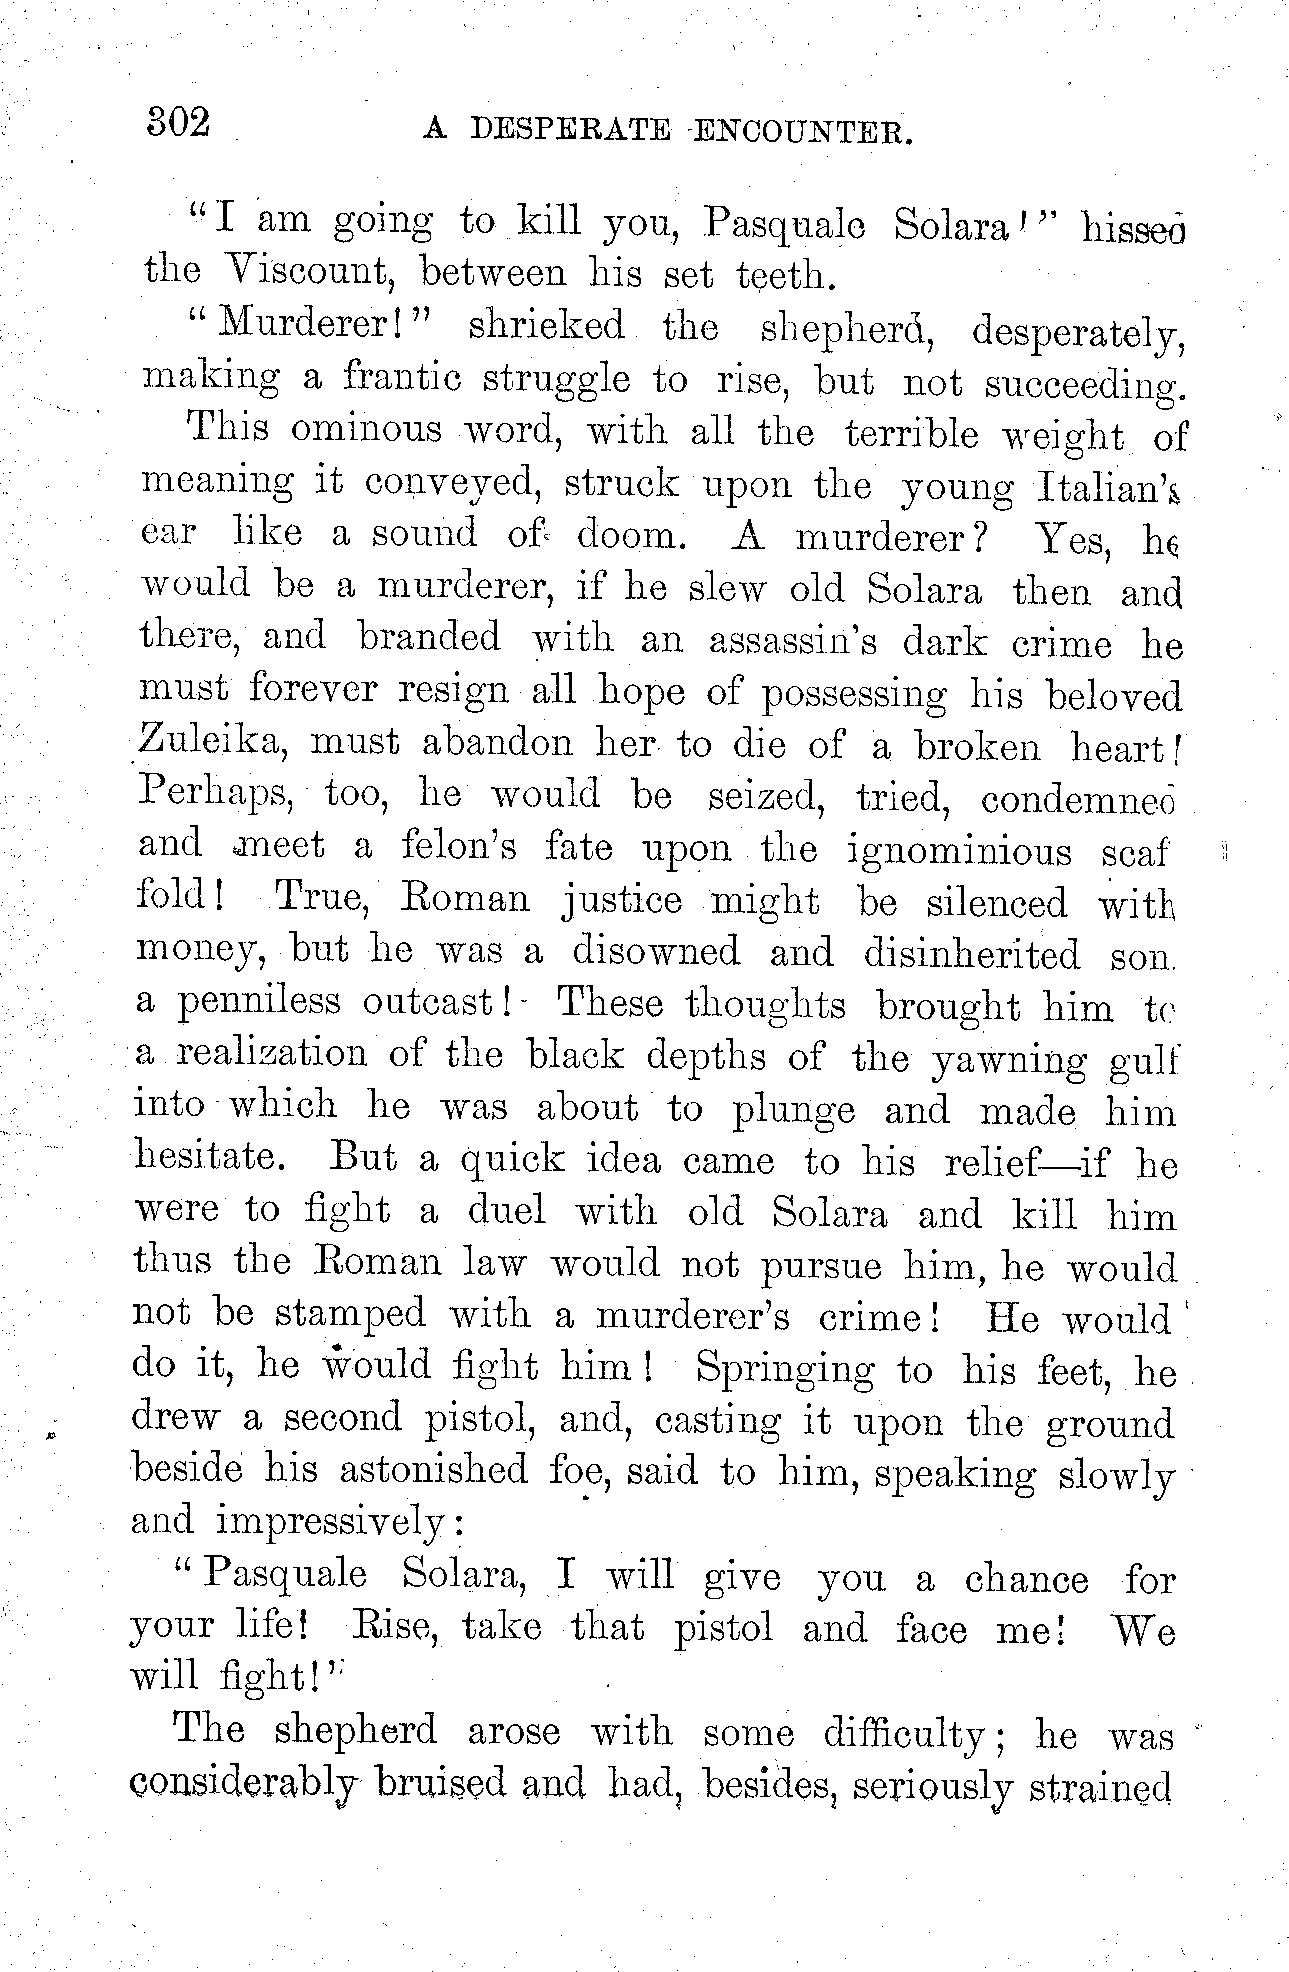 302 A DESPERATE ENCOUNTER.
"I am going to kill you, Pasquale Solara!" hissed
the Viscount, between his set teeth.
"Murderer!" shrieked the shepherd, desperately,
making a frantic struggle to rise, but not succeeding.
This ominous word, with all the terrible weight of
meaning it conveyed, struck upon the young Italian's
ear like a sound of doom. A murderer? Yes, he
would be a murderer, if he slew old Solara then and
there, and branded with an assassin's dark crime he
must forever resign all hope of possessing his beloved
Zuleika, must abandon her to die of a broken heart!
Perhaps, too, he would be seized, tried, condemned
and meet a felon's fate upon the ignominious scaf
fold! True, Roman justice might be silenced with
money, but he was a disowned and disinherited son,
a penniless outcast! These thoughts brought him to
a realization of the black depths of the yawning gulf
into which he was about to plunge and made him
hesitate. But a quick idea came to his relief—if he
were to fight a duel with old Solara and kill him
thus the Roman law would not pursue him, he would
not be stamped with a murderer's crime! He would
do it, he would fight him! Springing to his feet, he
drew a second pistol, and, casting it upon the ground
beside his astonished foe, said to him, speaking slowly
and impressively:
"Pasquale Solara, I will give you a chance for
your life! Rise, take that pistol and face me! We
will fight!"
The shepherd arose with some difficulty; he was
considerably bruised and had, besides, seriously strained